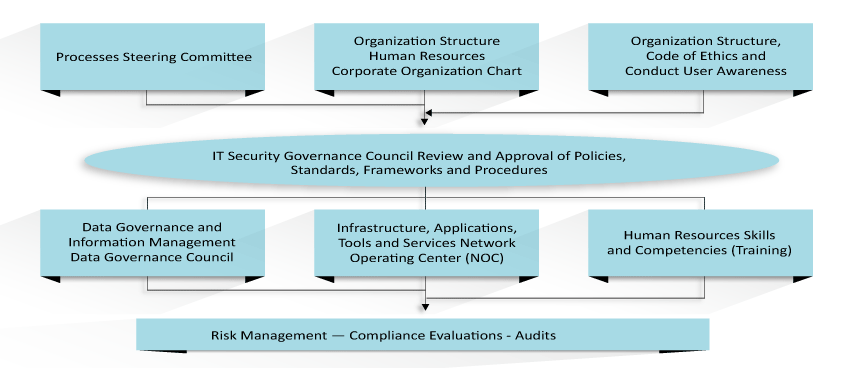 Processes Steering Committee
Organization Structure
Human Resources
Corporate Organization Chart
Organization Structure,
Code of Ethics and
Conduct User Awareness
IT Security Governance Council Review and Approval of Policies,
Standards, Frameworks and Procedures
Data Governance and
Information Management
Data Governance Council
Infrastructure, Applications,
Tools and Services Network
Operating Center (NOC)
Human Resources Skills
and Competencies (Training)
Risk Management — Compliance Evaluations - Audits